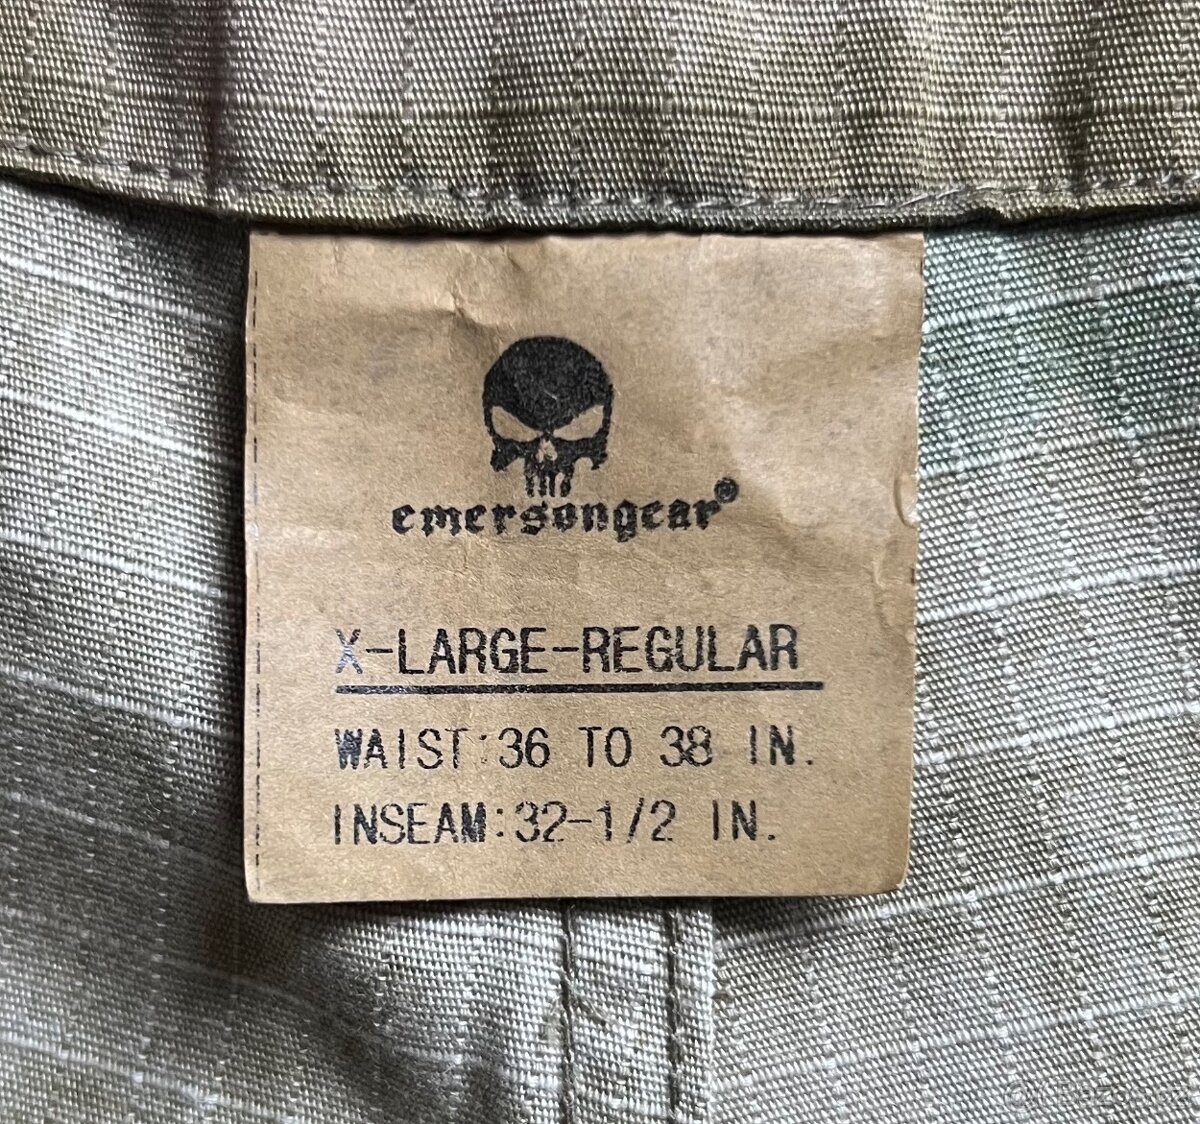 emersongear®
X-LARGE-REGULAR
WAIST:36 TO 38 IN.
INSEAM:32-1/2 IN.